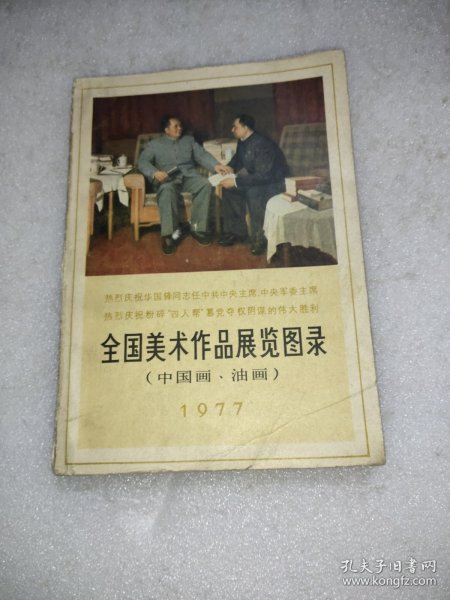 热烈庆祝华国锋同志任中共中央主席、中央军委主席
热烈庆祝粉碎"四人帮"篡党夺权阴谋的伟大胜利
全国美术作品展览图录
(中国画、油画)
1977
孔夫子旧书网
www.kongfz.com